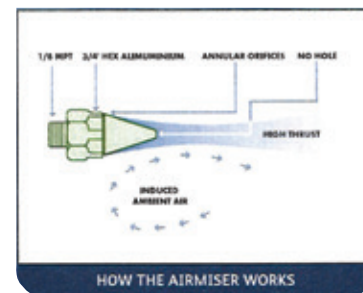 1/8 MPT 3/4" HEX ALUMUNIUM ANNULAR ORIFICES NO HOLE
HIGH THRUST
INDUCED
AMBIENT AIR
HOW THE AIRMISER WORKS